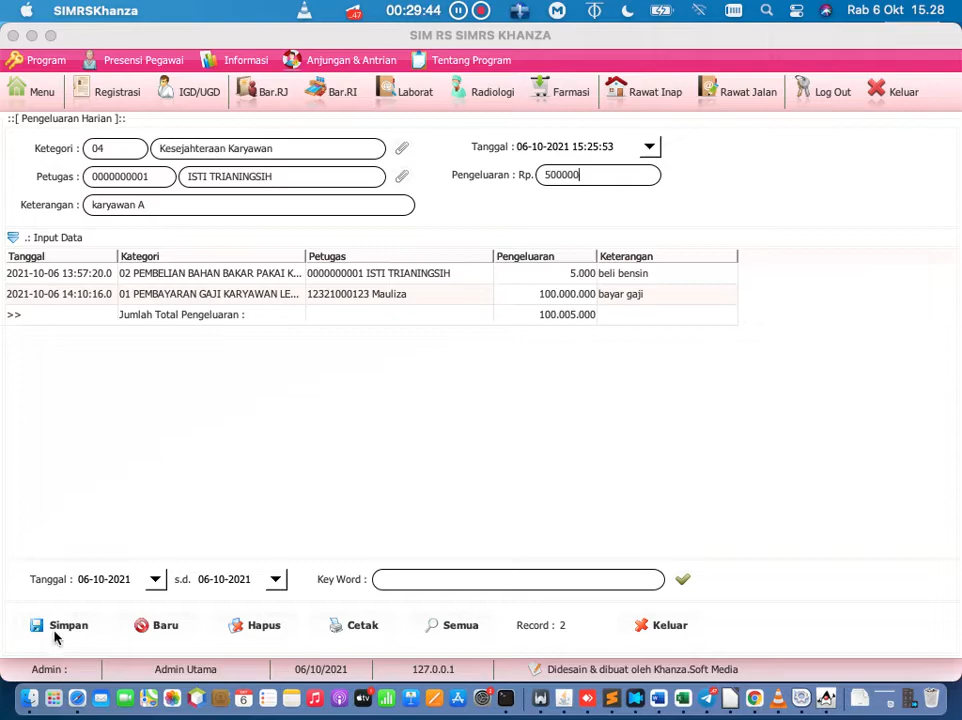 SIMRSKhanza
.47
00:29:44
Rab 6 Okt 15.28
SIM RS SIMRS KHANZA
Program
Presensi Pegawai
Informasi
Anjungan & Antrian
Tentang Program
Menu
Registrasi
IGD/UGD
Bar.RJ
Bar.RI
Laborat
Radiologi
Farmasi
Rawat Inap
Rawat Jalan
Log Out
Keluar
::[ Pengeluaran Harian ]::
Ketegori : 04 Kesejahteraan Karyawan
Tanggal : 06-10-2021 15:25:53
Petugas : 0000000001 ISTI TRIANINGSIH
Pengeluaran : Rp. 500000
Keterangan : karyawan A
.: Input Data
Tanggal Kategori Petugas Pengeluaran Keterangan
2021-10-06 13:57:20.0 02 PEMBELIAN BAHAN BAKAR PAKAI K... 0000000001 ISTI TRIANINGSIH 5.000 beli bensin
2021-10-06 14:10:16.0 01 PEMBAYARAN GAJI KARYAWAN LE... 12321000123 Mauliza 100.000.000 bayar gaji
>> Jumlah Total Pengeluaran : 100.005.000
Tanggal : 06-10-2021 s.d. 06-10-2021 Key Word :
Simpan
Baru
Hapus
Cetak
Semua
Record : 2
Keluar
Admin :
Admin Utama
06/10/2021
127.0.0.1
Didesain & dibuat oleh Khanza.Soft Media